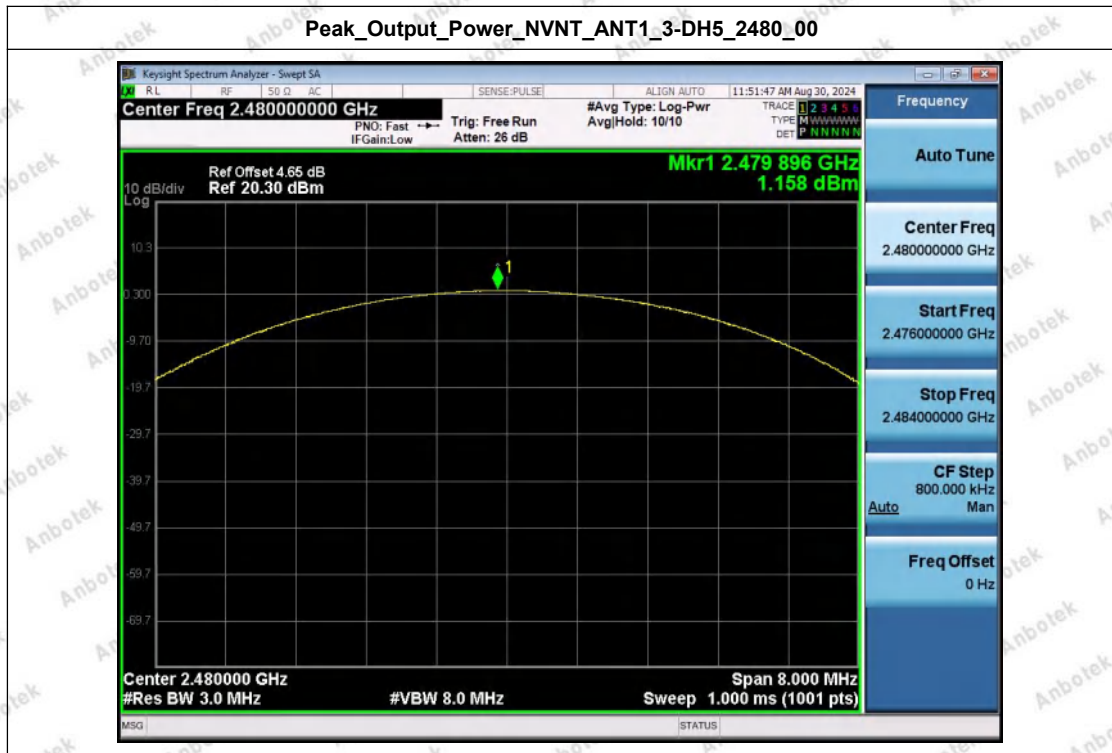 Peak_Output_Power_NVNT_ANT1_3-DH5_2480_00
Keysight Spectrum Analyzer - Swept SA
RL RF 50 Ω AC SENSE:PULSE ALIGN AUTO 11:51:47 AM Aug 30, 2024
Center Freq 2.480000000 GHz
PNO: Fast
IFGain:Low
Trig: Free Run
Atten: 26 dB
#Avg Type: Log-Pwr
Avg|Hold: 10/10
TRACE 1 2 3 4 5 6
TYPE M WWWWW
DET P N N N N N
Frequency
Ref Offset 4.65 dB
10 dB/div Ref 20.30 dBm
Log
Mkr1 2.479 896 GHz
1.158 dBm
1
10.3
0.300
-9.70
-19.7
-29.7
-39.7
-49.7
-59.7
-69.7
Center 2.480000 GHz Span 8.000 MHz
#Res BW 3.0 MHz #VBW 8.0 MHz Sweep 1.000 ms (1001 pts)
MSG STATUS
Auto Tune
Center Freq
2.480000000 GHz
Start Freq
2.476000000 GHz
Stop Freq
2.484000000 GHz
CF Step
800.000 kHz
Auto Man
Freq Offset
0 Hz
Anbotek